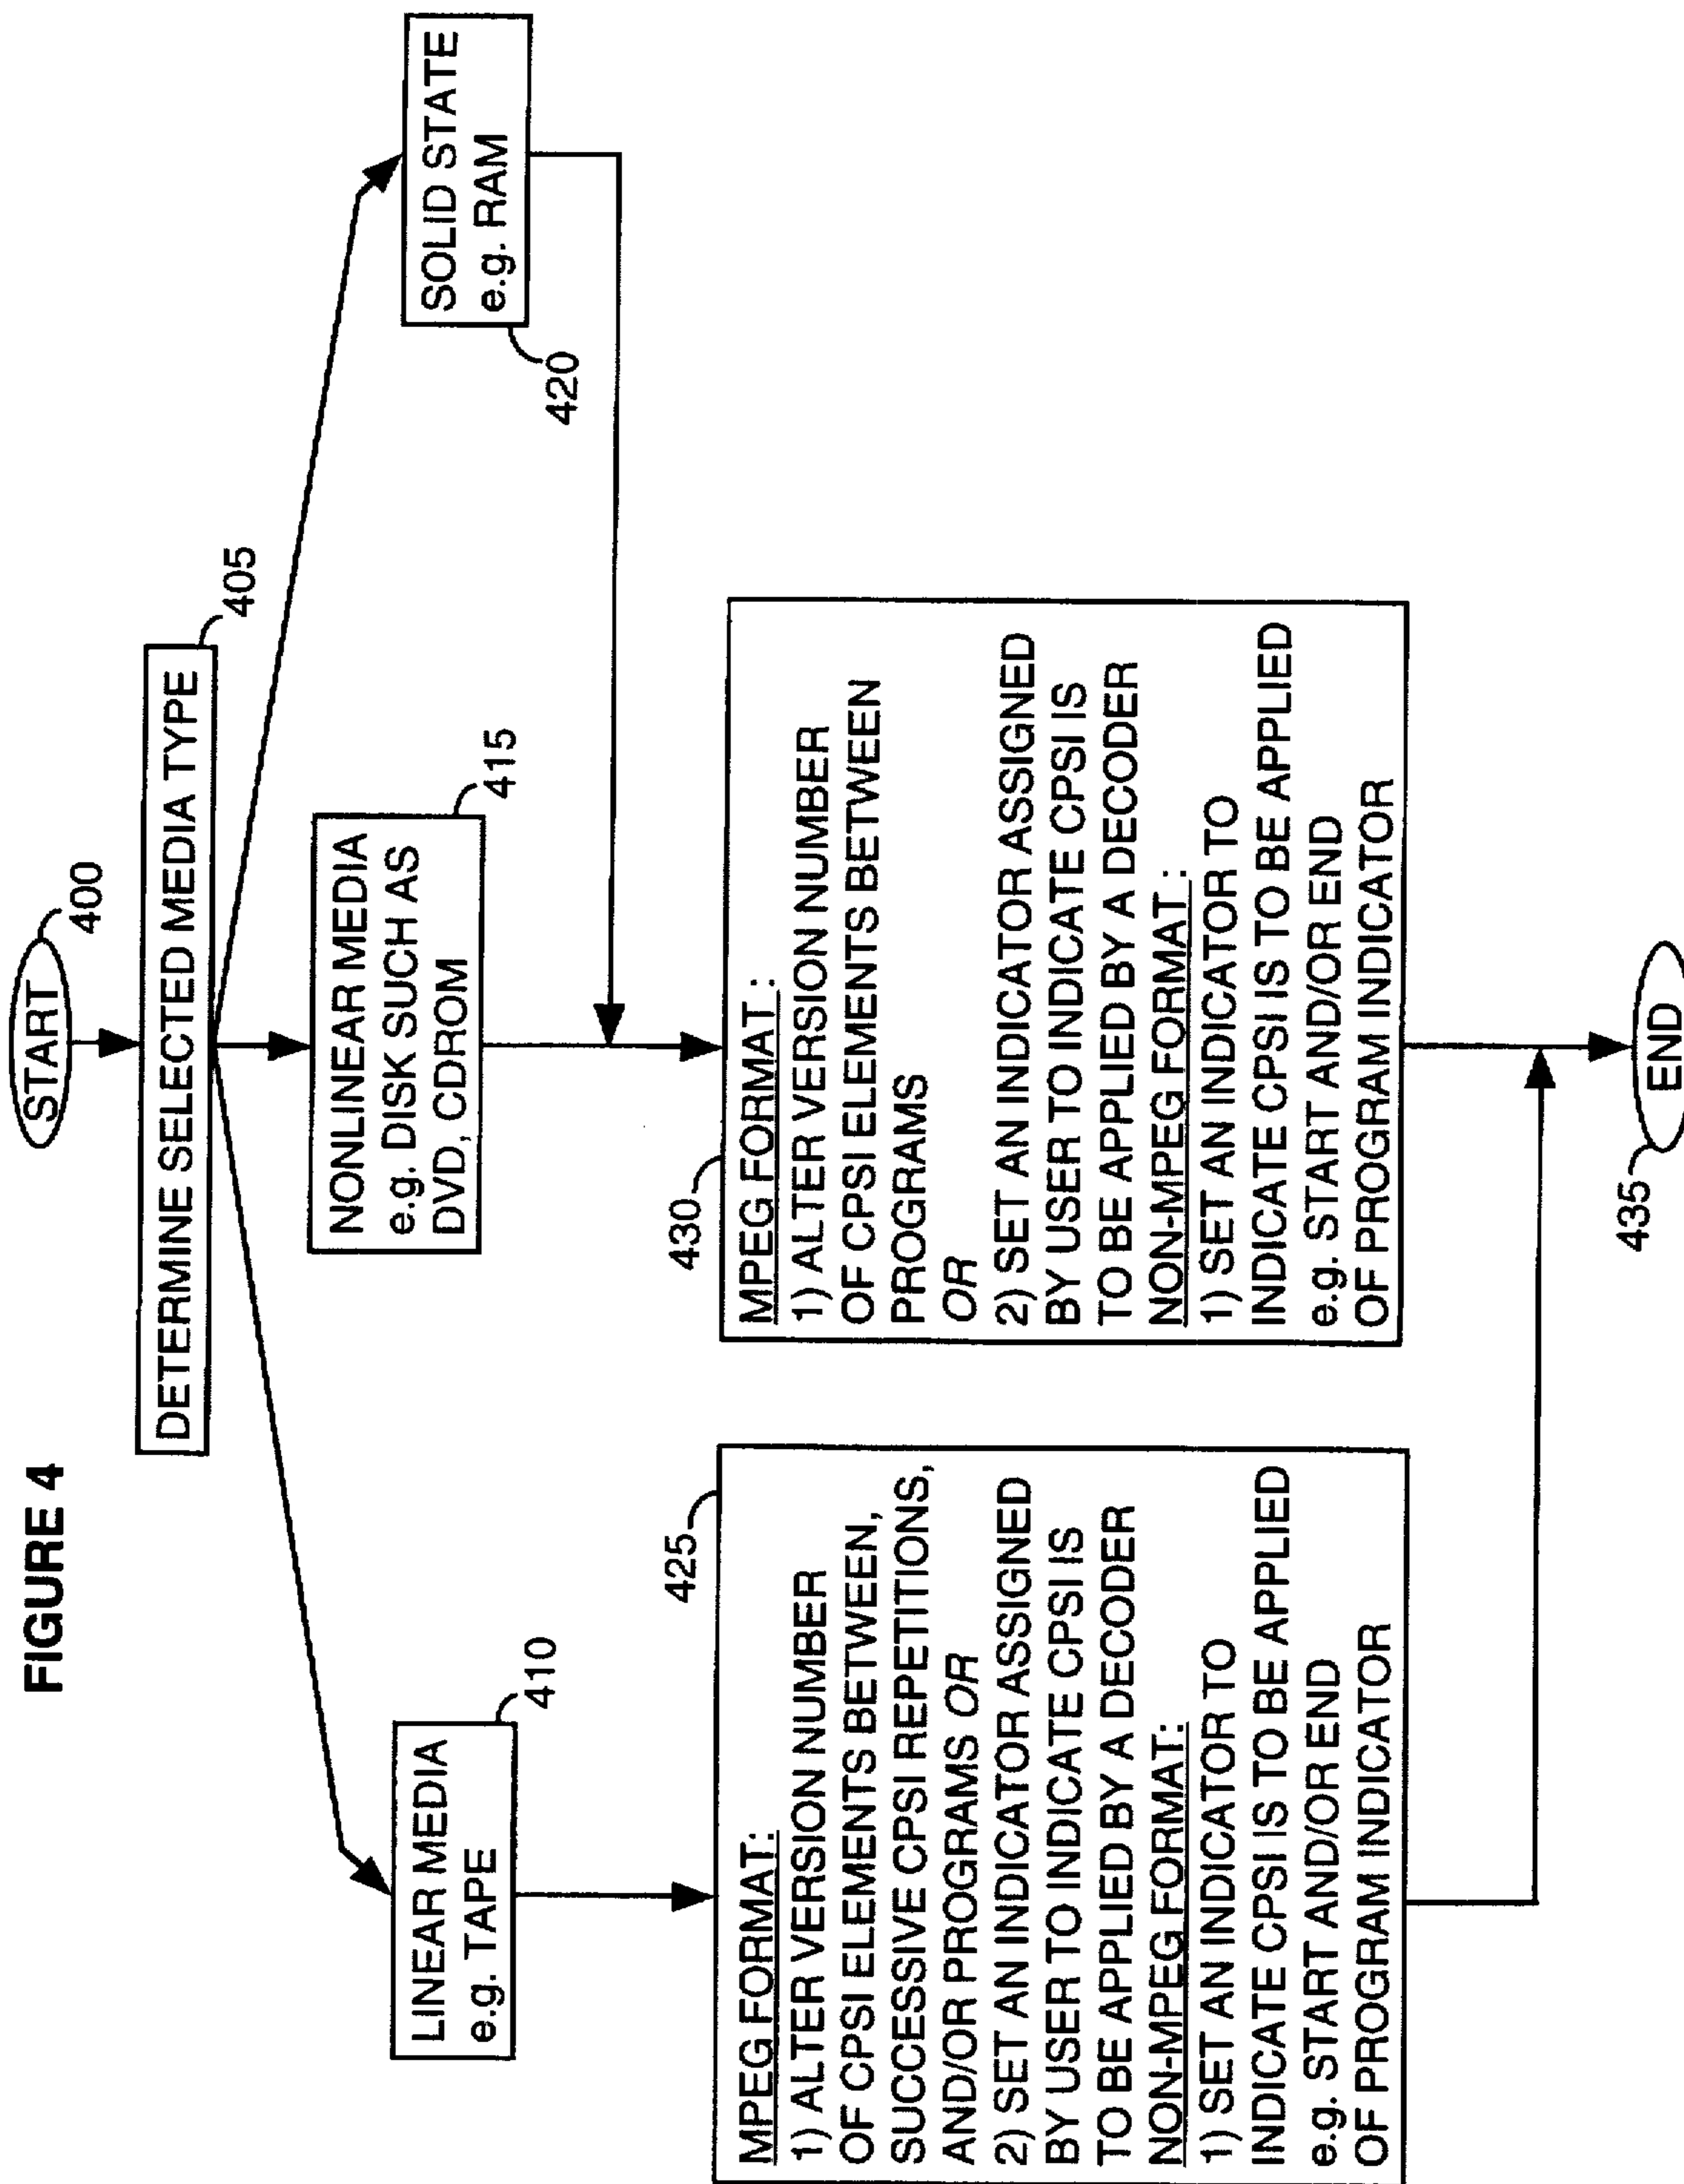 FIGURE 4
START
400
DETERMINE SELECTED MEDIA TYPE
405
LINEAR MEDIA
e.g. TAPE
410
NONLINEAR MEDIA
e.g. DISK SUCH AS
DVD, CDROM
415
SOLID STATE
e.g. RAM
420
425
MPEG FORMAT:
1) ALTER VERSION NUMBER
OF CPSI ELEMENTS BETWEEN,
SUCCESSIVE CPSI REPETITIONS,
AND/OR PROGRAMS OR
2) SET AN INDICATOR ASSIGNED
BY USER TO INDICATE CPSI IS
TO BE APPLIED BY A DECODER
NON-MPEG FORMAT:
1) SET AN INDICATOR TO
INDICATE CPSI IS TO BE APPLIED
e.g. START AND/OR END
OF PROGRAM INDICATOR
430
MPEG FORMAT :
1) ALTER VERSION NUMBER
OF CPSI ELEMENTS BETWEEN
PROGRAMS
OR
2) SET AN INDICATOR ASSIGNED
BY USER TO INDICATE CPSI IS
TO BE APPLIED BY A DECODER
NON-MPEG FORMAT :
1) SET AN INDICATOR TO
INDICATE CPSI IS TO BE APPLIED
e.g. START AND/OR END
OF PROGRAM INDICATOR
435
END